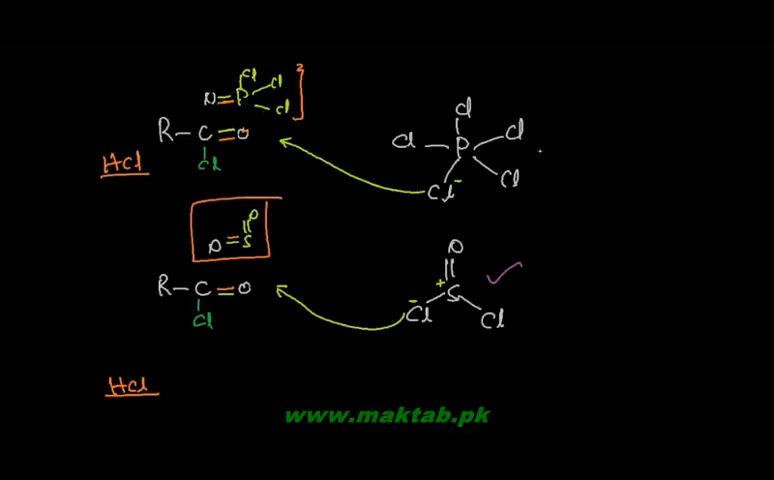 Cl
O=P Cl
Cl
R-C=O
Cl
HCl
Cl
Cl-P-Cl
Cl
Cl-
O
O=S
R-C=O
Cl
O
+S
-Cl
Cl
HCl
www.maktab.pk